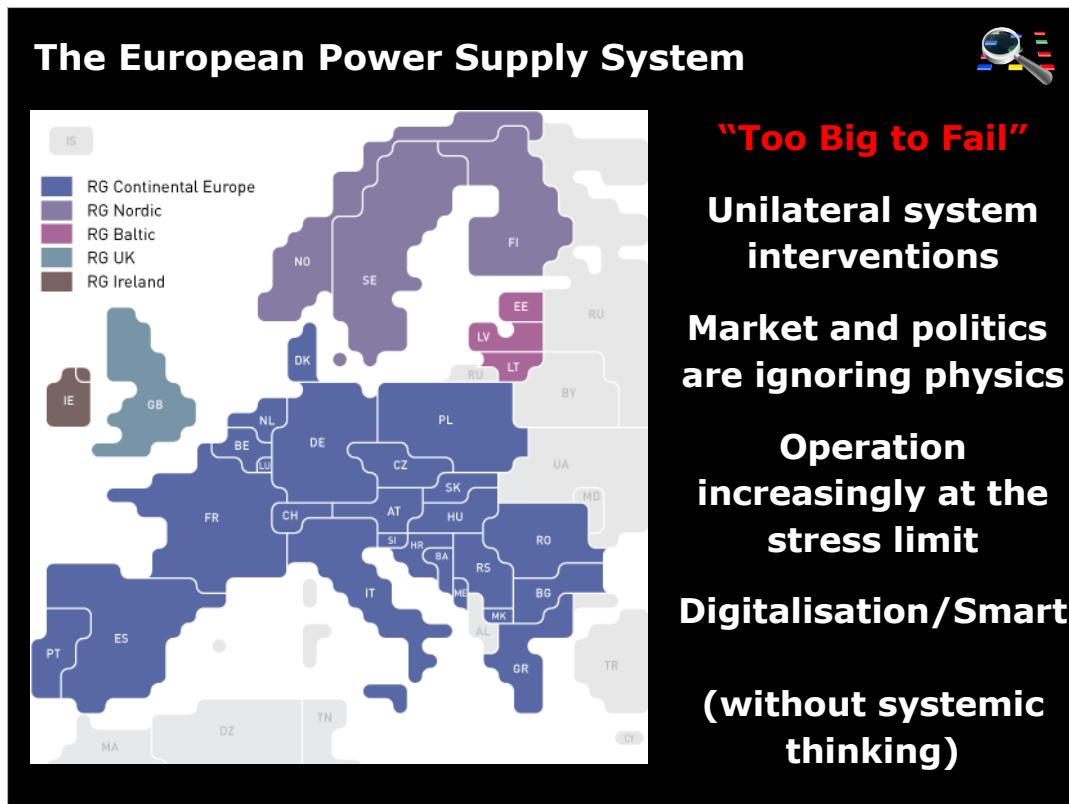 The European Power Supply System
IS
RG Continental Europe
RG Nordic
RG Baltic
RG UK
RG Ireland
NO
SE
FI
EE
LV
LT
RU
RU
BY
DK
IE
GB
NL
BE
LU
DE
PL
CZ
SK
UA
MD
FR
CH
AT
HU
SI
HR
BA
RS
RO
IT
ME
BG
MK
AL
PT
ES
GR
TR
MA
DZ
TN
CY
“Too Big to Fail”
Unilateral system
interventions
Market and politics
are ignoring physics
Operation
increasingly at the
stress limit
Digitalisation/Smart
(without systemic
thinking)